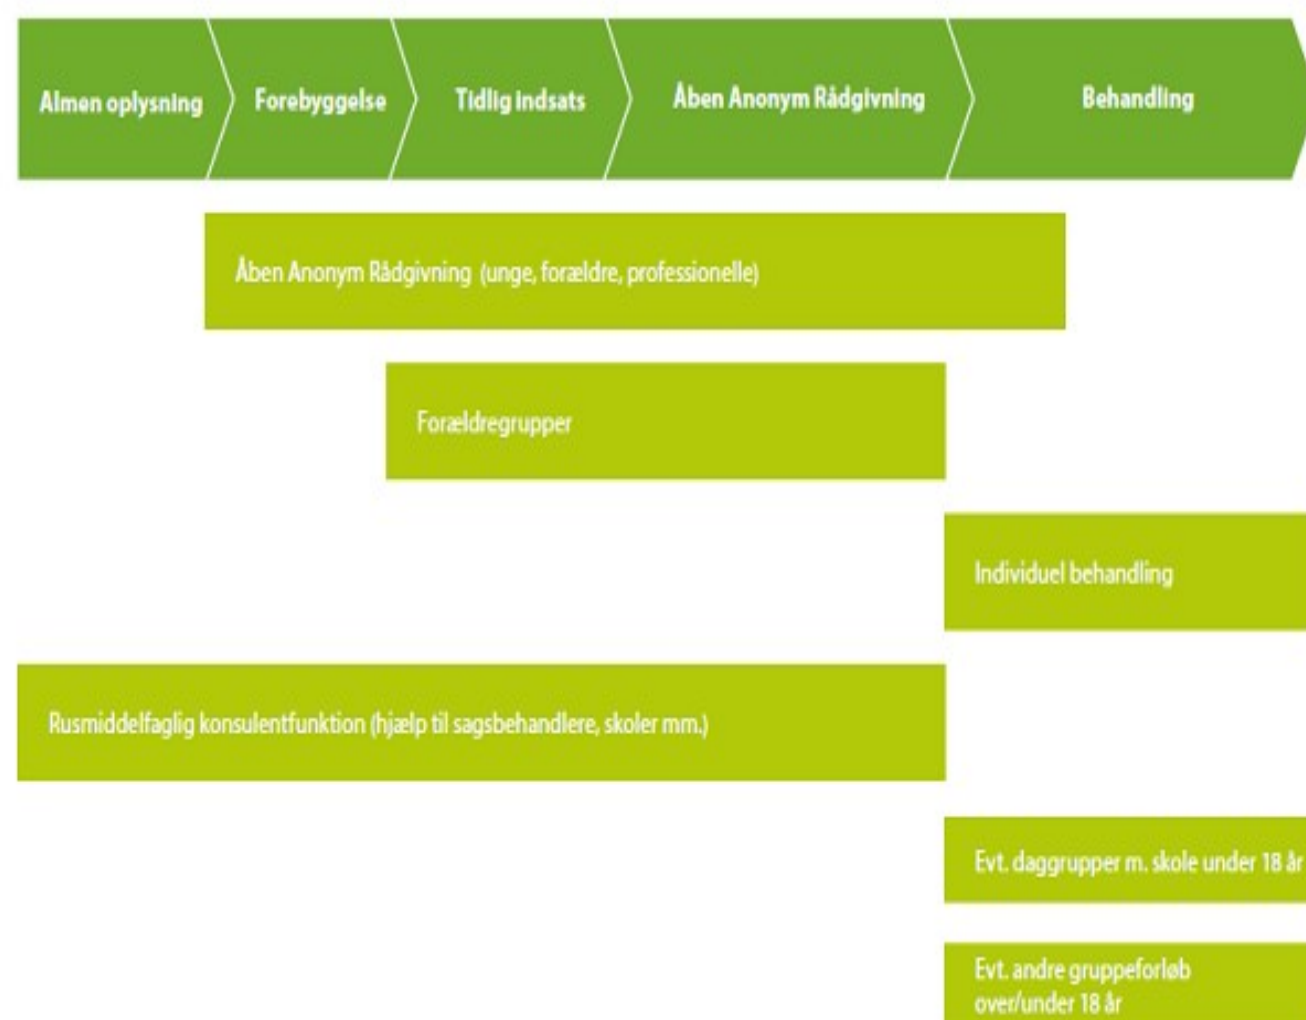 Almen oplysning
Forebyggelse
Tidlig indsats
Åben Anonym Rådgivning
Behandling
Åben Anonym Rådgivning (unge, forældre, professionelle)
Forældregrupper
Individuel behandling
Rusmiddelfaglig konsulentfunktion (hjælp til sagsbehandlere, skoler mm.)
Evt. daggrupper m. skole under 18 år
Evt. andre gruppeforløb
over/under 18 år